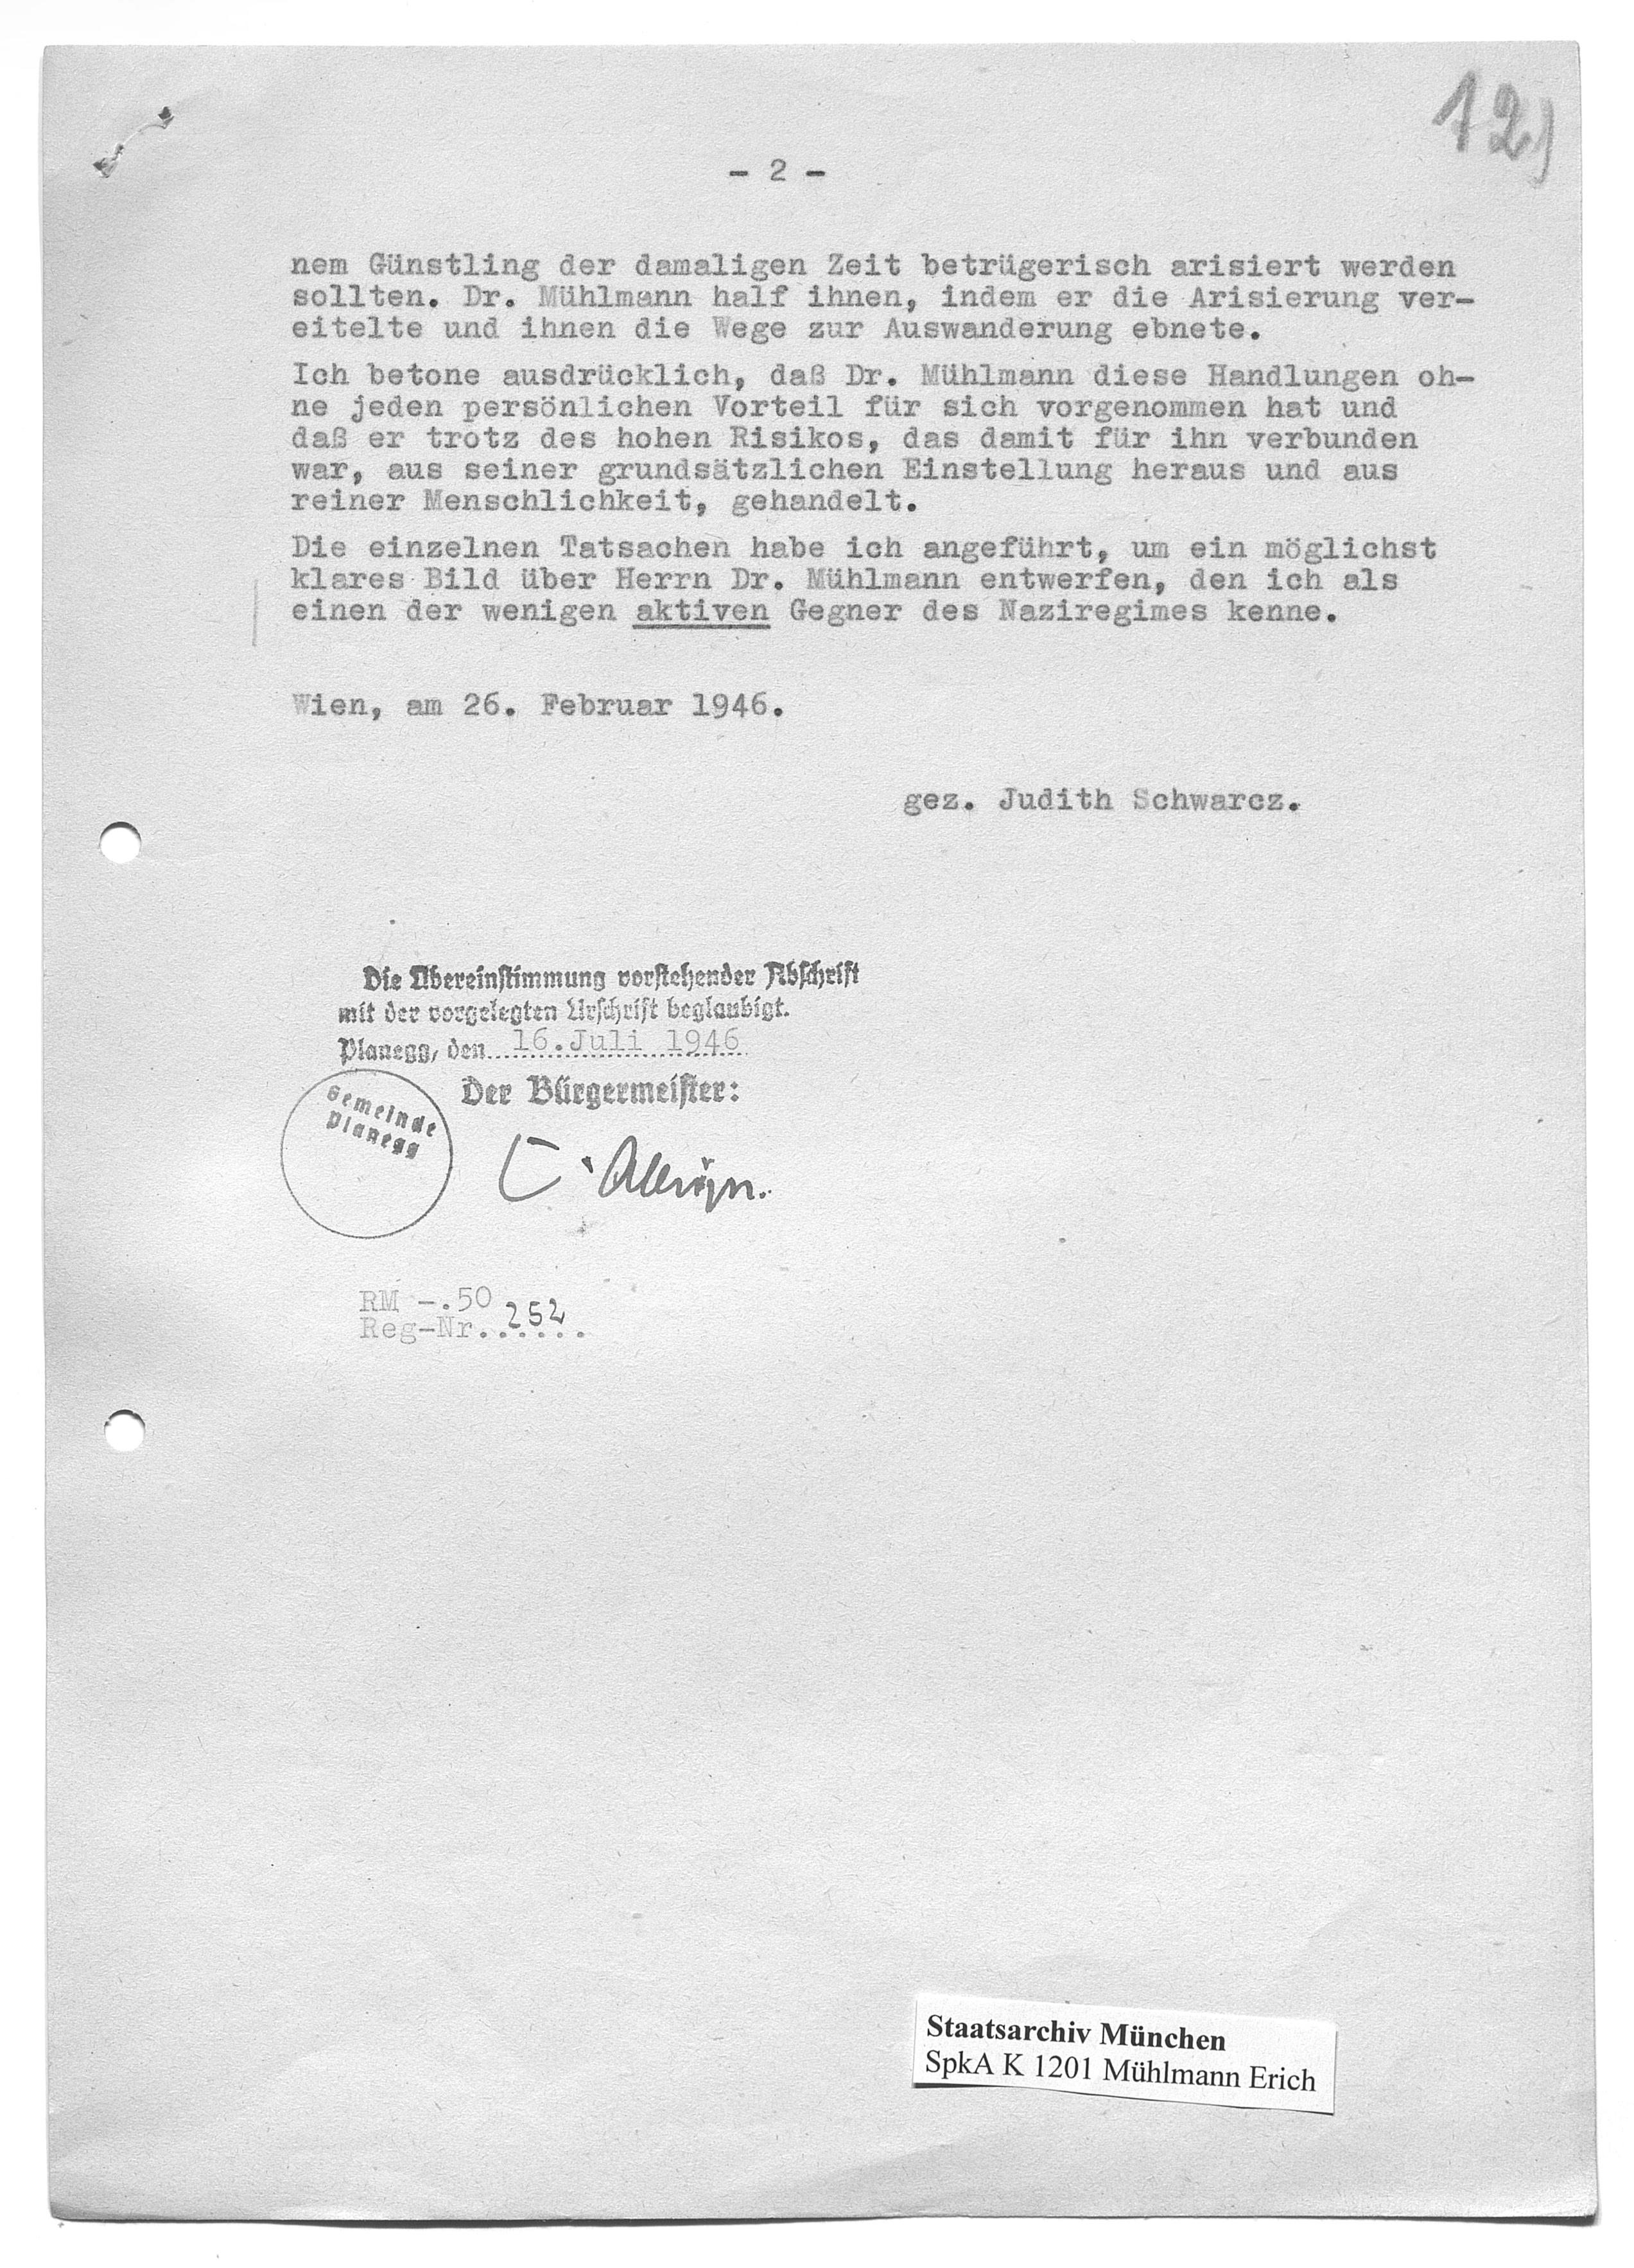 12)
- 2 -
nem Günstling der damaligen Zeit betrügerisch arisiert werden
sollten. Dr. Mühlmann half ihnen, indem er die Arisierung ver-
eitelte und ihnen die Wege zur Auswanderung ebnete.
Ich betone ausdrücklich, daß Dr. Mühlmann diese Handlungen oh-
ne jeden persönlichen Vorteil für sich vorgenommen hat und
daß er trotz des hohen Risikos, das damit für ihn verbunden
war, aus seiner grundsätzlichen Einstellung heraus und aus
reiner Menschlichkeit, gehandelt.
Die einzelnen Tatsachen habe ich angeführt, um ein möglichst
klares Bild über Herrn Dr. Mühlmann entwerfen, den ich als
einen der wenigen aktiven Gegner des Naziregimes kenne.
Wien, am 26. Februar 1946.
gez. Judith Schwarcz.
Die Übereinstimmung vorstehender Abschrift
mit der vorgelegten Urschrift beglaubigt.
Planegg, den 16.Juli 1946
Der Bürgermeister:
Gemeinde
Planegg
RM -.50
Reg-Nr. 252
Staatsarchiv München
SpkA K 1201 Mühlmann Erich